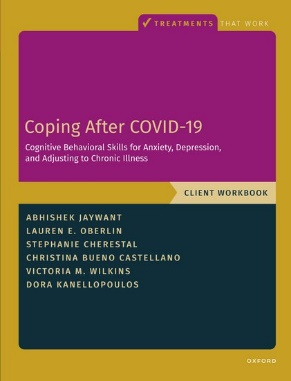 ✓ TREATMENTS THAT WORK
Coping After COVID-19
Cognitive Behavioral Skills for Anxiety, Depression,
and Adjusting to Chronic Illness
CLIENT WORKBOOK
ABHISHEK JAYWANT
LAUREN E. OBERLIN
STEPHANIE CHERESTAL
CHRISTINA BUENO CASTELLANO
VICTORIA M. WILKINS
DORA KANELLOPOULOS
OXFORD